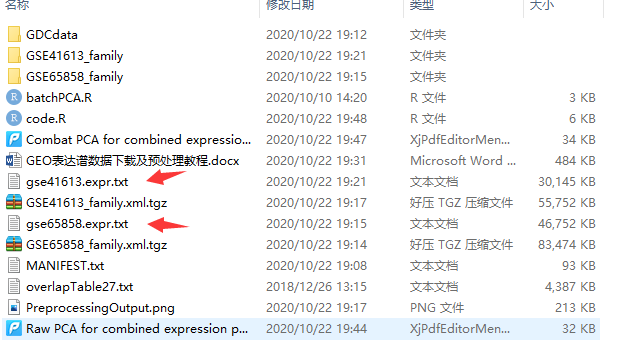 名称 修改日期 类型 大小
GDCdata 2020/10/22 19:12 文件夹
GSE41613_family 2020/10/22 19:21 文件夹
GSE65858_family 2020/10/22 19:15 文件夹
batchPCA.R 2020/10/10 14:20 R 文件 3 KB
code.R 2020/10/22 19:48 R 文件 6 KB
Combat PCA for combined expressio... 2020/10/22 19:47 XjPdfEditorMen... 34 KB
GEO表达谱数据下载及预处理教程.docx 2020/10/22 19:31 Microsoft Word ... 484 KB
gse41613.expr.txt 2020/10/22 19:21 文本文档 30,145 KB
GSE41613_family.xml.tgz 2020/10/22 19:17 好压 TGZ 压缩文件 55,752 KB
gse65858.expr.txt 2020/10/22 19:15 文本文档 46,752 KB
GSE65858_family.xml.tgz 2020/10/22 19:14 好压 TGZ 压缩文件 83,474 KB
MANIFEST.txt 2020/10/22 19:08 文本文档 93 KB
overlapTable27.txt 2018/12/26 13:15 文本文档 4,387 KB
PreprocessingOutput.png 2020/10/22 19:17 PNG 文件 213 KB
Raw PCA for combined expression p... 2020/10/22 19:44 XjPdfEditorMen... 32 KB